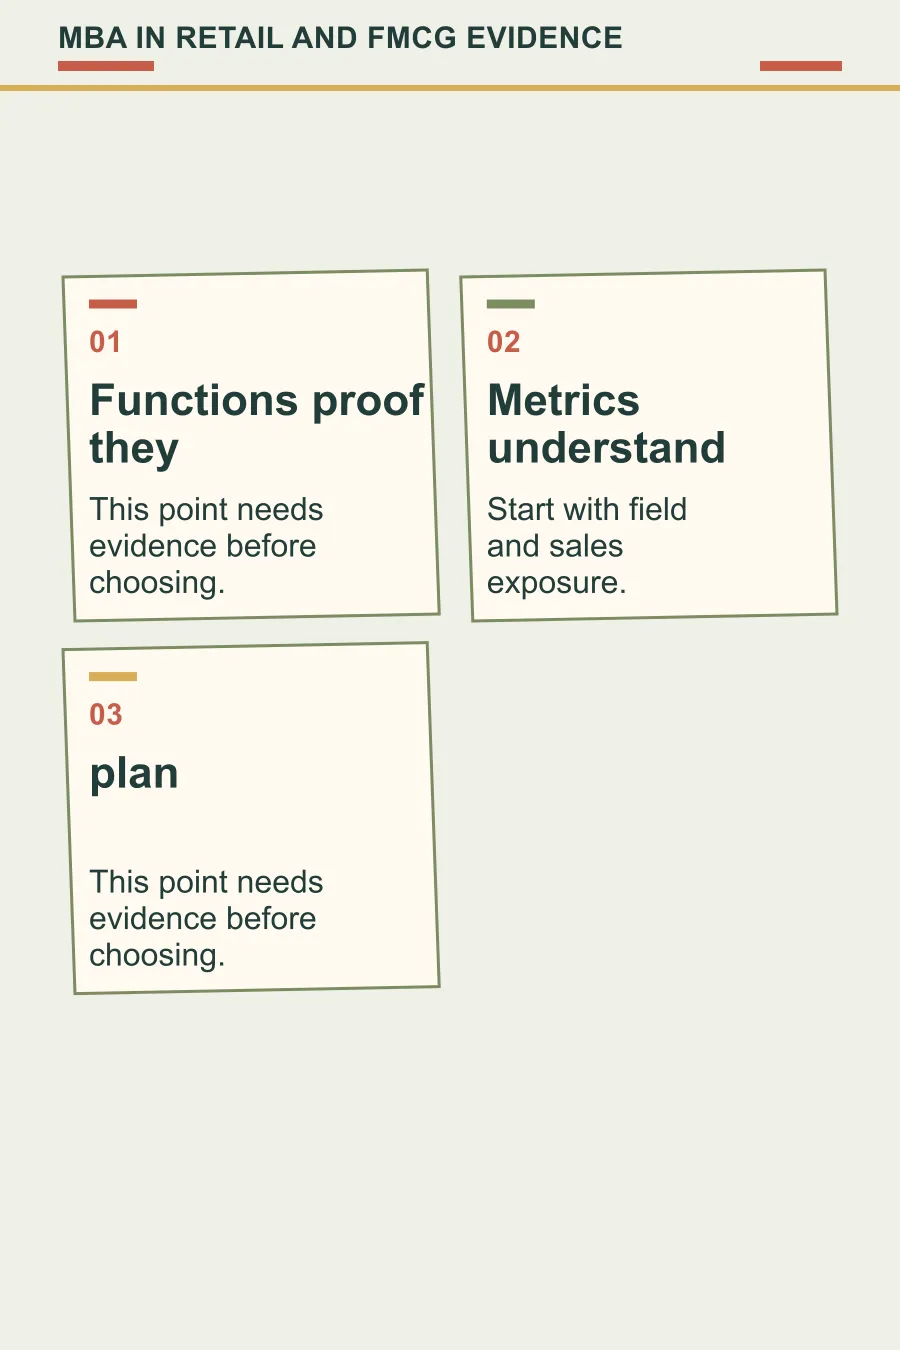 MBA IN RETAIL AND FMCG EVIDENCE
01
Functions proof
they
This point needs
evidence before
choosing.
02
Metrics
understand
Start with field
and sales
exposure.
03
plan
This point needs
evidence before
choosing.